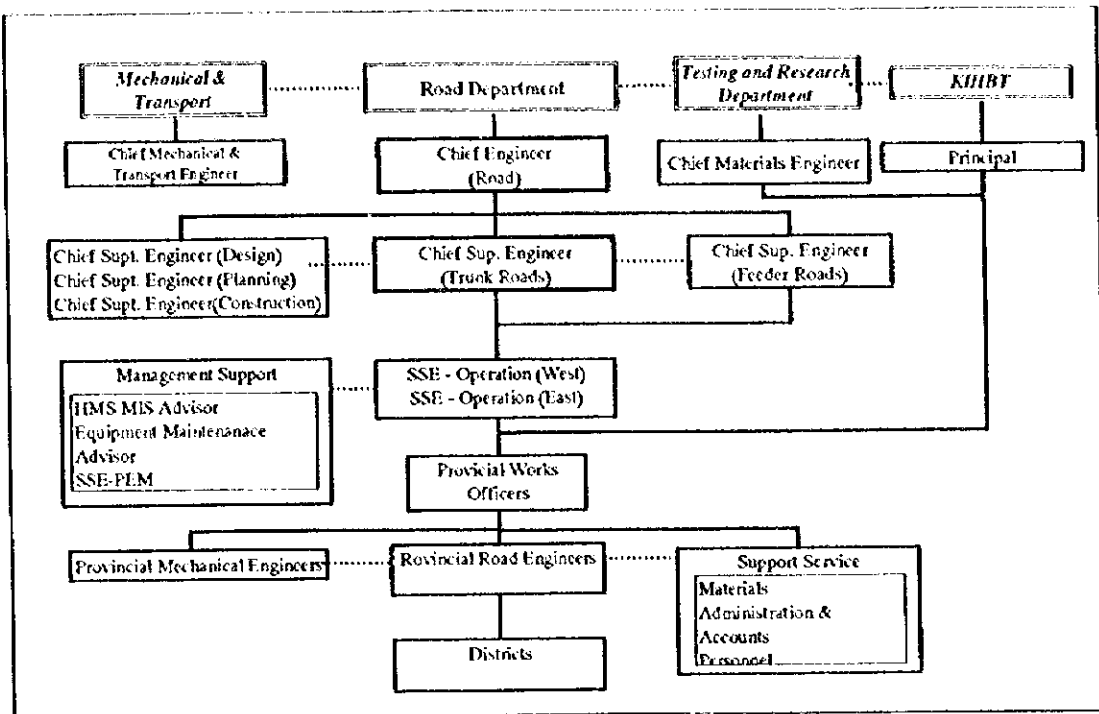 Mechanical &
Transport
Road Department
Testing and Research
Department
KIHBT
Chief Mechanical &
Transport Engineer
Chief Engineer
(Road)
Chief Materials Engineer
Principal
Chief Supt. Engineer (Design)
Chief Supt. Engineer (Planning)
Chief Supt. Engineer(Construction)
Chief Sup. Engineer
(Trunk Roads)
Chief Sup. Engineer
(Feeder Roads)
Management Support
HMS MIS Advisor
Equipment Maintenanace
Advisor
SSE-PEM
SSE - Operation (West)
SSE - Operation (East)
Provicial Works
Officers
Provincial Mechanical Engineers
Rovincial Road Engineers
Support Service
Materials
Administration &
Accounts
Personnel
Districts